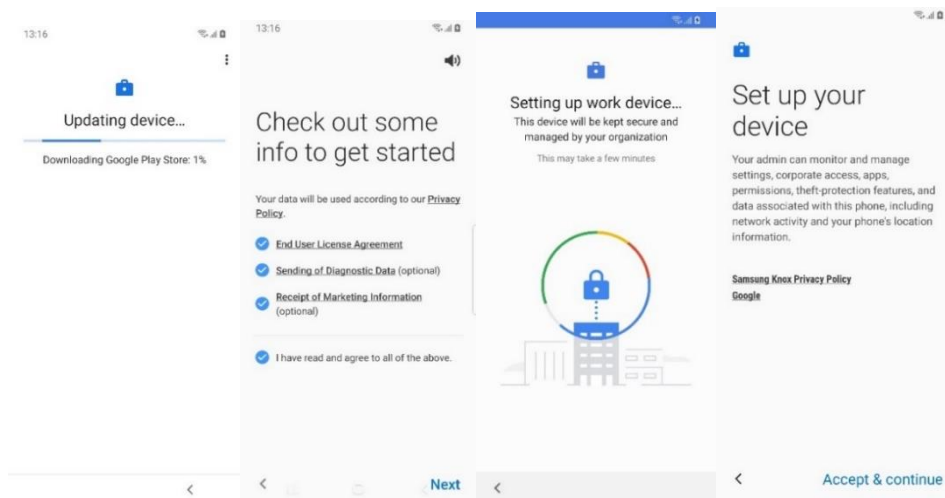 13:16
Updating device...
Downloading Google Play Store: 1%
13:16
Check out some
info to get started
Your data will be used according to our Privacy
Policy.
End User License Agreement
Sending of Diagnostic Data (optional)
Receipt of Marketing Information
(optional)
I have read and agree to all of the above.
Next
Setting up work device...
This device will be kept secure and
managed by your organization
This may take a few minutes
Set up your
device
Your admin can monitor and manage
settings, corporate access, apps,
permissions, theft-protection features, and
data associated with this phone, including
network activity and your phone's location
information.
Samsung Knox Privacy Policy
Google
Accept & continue